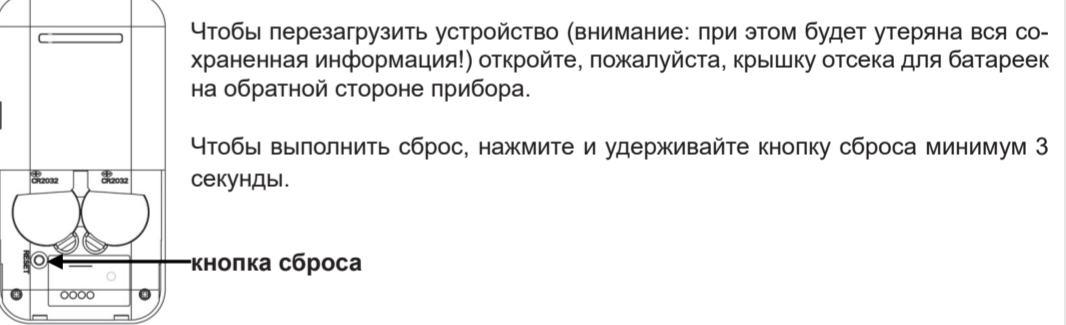 Чтобы перезагрузить устройство (внимание: при этом будет утеряна вся со-
храненная информация!) откройте, пожалуйста, крышку отсека для батареек
на обратной стороне прибора.
Чтобы выполнить сброс, нажмите и удерживайте кнопку сброса минимум 3
секунды.
CR2032 CR2032
RESET
кнопка сброса